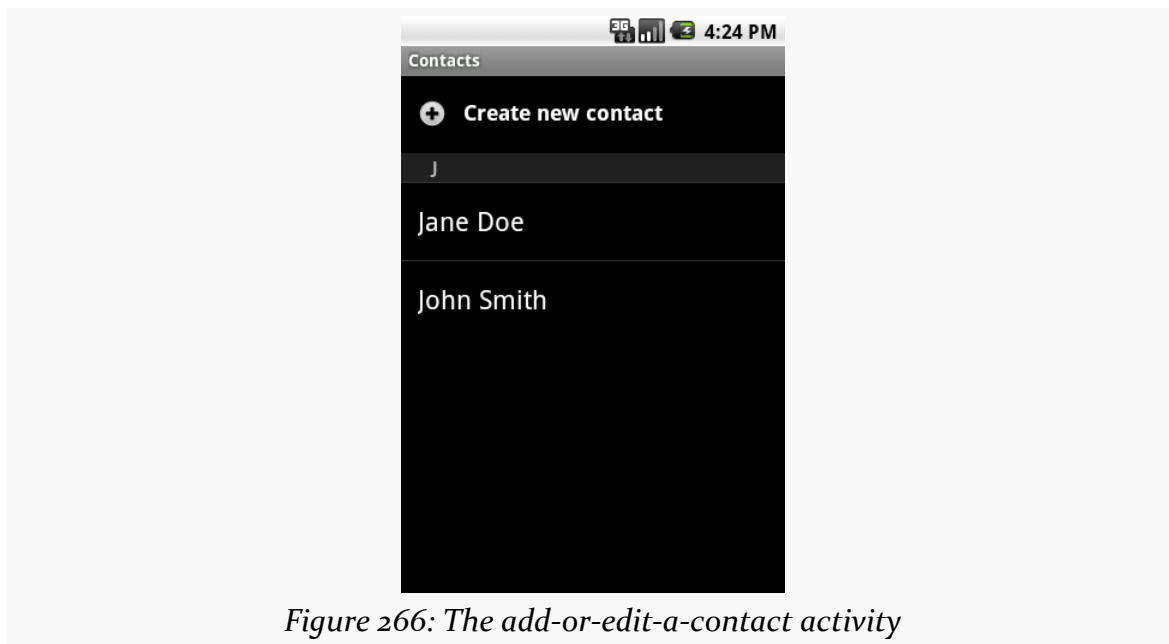 3G 4:24 PM
Contacts
Create new contact
J
Jane Doe
John Smith
Figure 266: The add-or-edit-a-contact activity